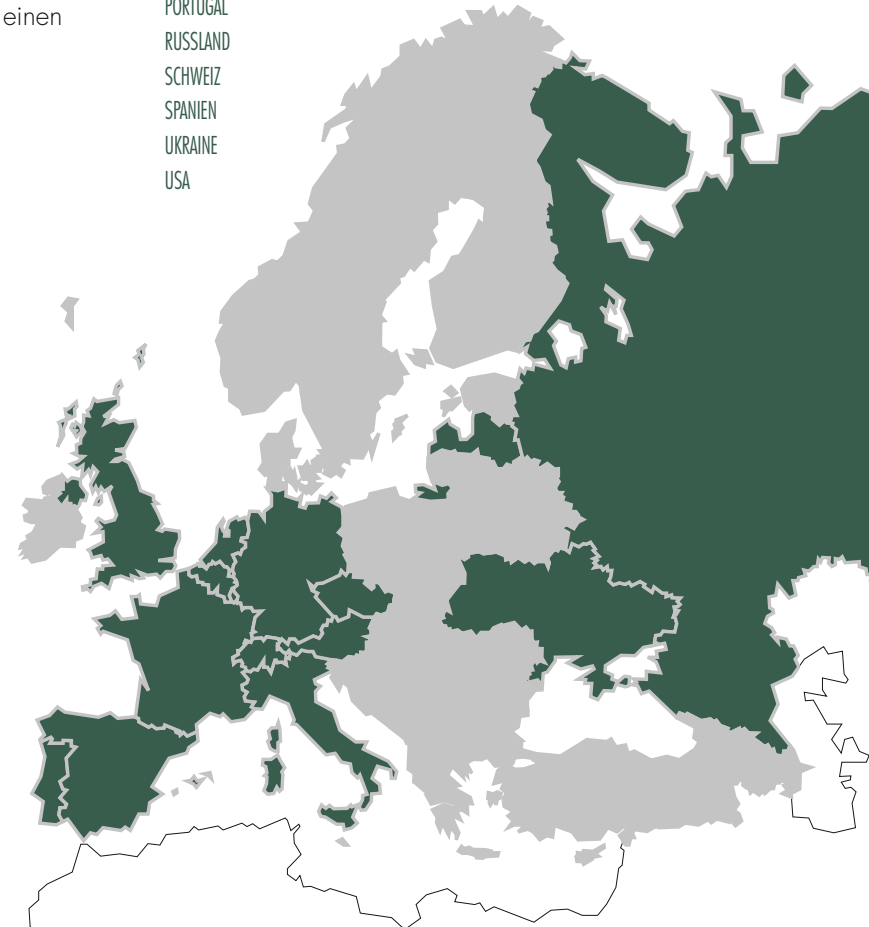 einen
PORTUGAL
RUSSLAND
SCHWEIZ
SPANIEN
UKRAINE
USA